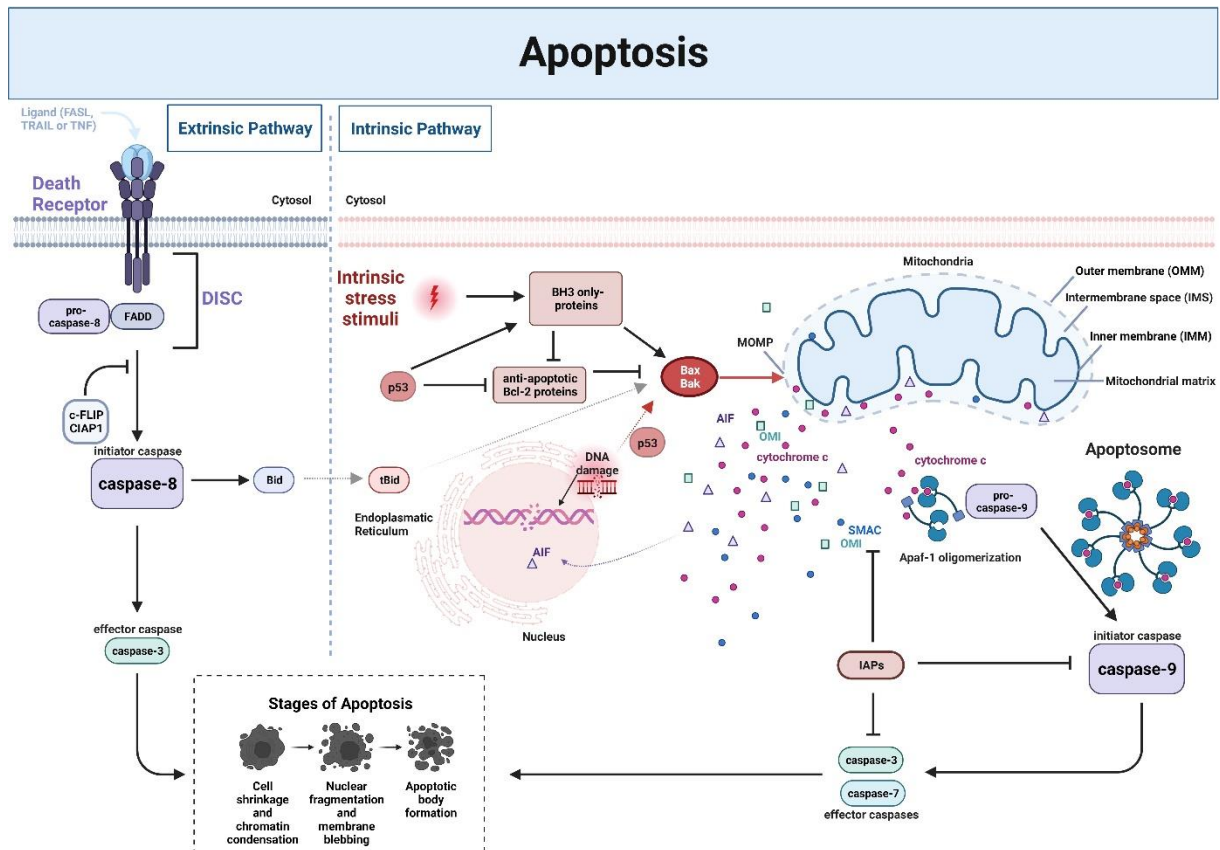 Apoptosis
Ligand (FASL,
TRAIL or TNF)
Extrinsic Pathway
Intrinsic Pathway
Death
Receptor
Cytosol
Cytosol
DISC
pro-
caspase-8
FADD
c-FLIP
CIAP1
initiator caspase
caspase-8
Bid
effector caspase
caspase-3
Intrinsic
stress
stimuli
BH3 only-
proteins
p53
anti-apoptotic
Bcl-2 proteins
Bax
Bak
MOMP
Mitochondria
Outer membrane (OMM)
Intermembrane space (IMS)
Inner membrane (IMM)
Mitochondrial matrix
tBid
Endoplasmatic
Reticulum
DNA
damage
p53
AIF
Nucleus
AIF
OMI
cytochrome c
SMAC
OMI
cytochrome c
pro-
caspase-9
Apaf-1 oligomerization
Apoptosome
initiator caspase
caspase-9
IAPs
caspase-3
caspase-7
effector caspases
Stages of Apoptosis
Cell
shrinkage
and
chromatin
condensation
Nuclear
fragmentation
and
membrane
blebbing
Apoptotic
body
formation